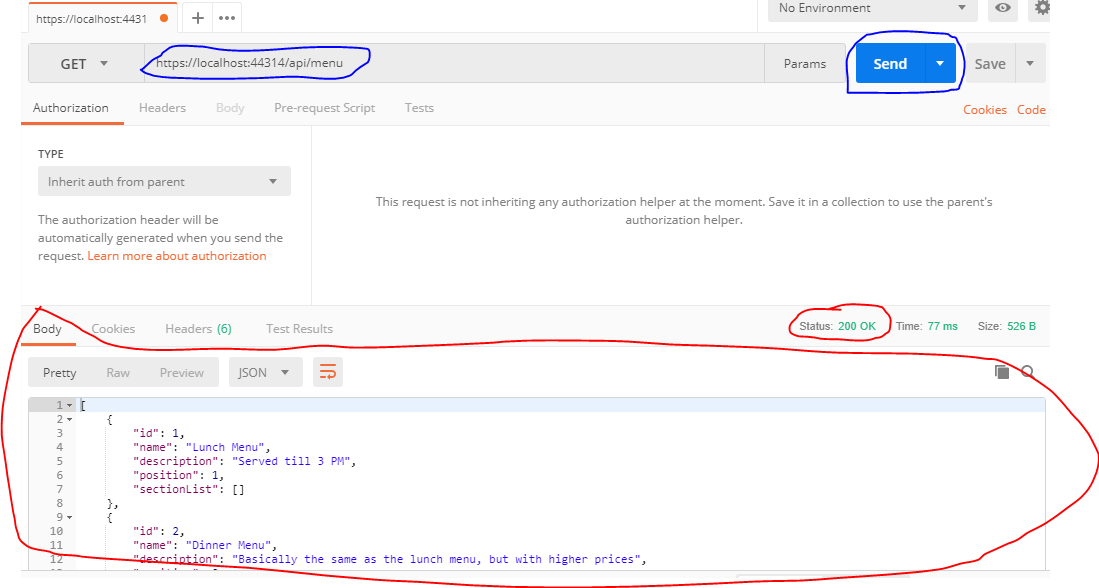 https://localhost:4431
No Environment
GET https://localhost:44314/api/menu Params Send Save
Authorization Headers Body Pre-request Script Tests Cookies Code
TYPE
Inherit auth from parent
The authorization header will be
automatically generated when you send the
request. Learn more about authorization
This request is not inheriting any authorization helper at the moment. Save it in a collection to use the parent's
authorization helper.
Body Cookies Headers (6) Test Results Status: 200 OK Time: 77 ms Size: 526 B
Pretty Raw Preview JSON
1 [
2 {
3 "id": 1,
4 "name": "Lunch Menu",
5 "description": "Served till 3 PM",
6 "position": 1,
7 "sectionList": []
8 },
9 {
10 "id": 2,
11 "name": "Dinner Menu",
12 "description": "Basically the same as the lunch menu, but with higher prices",